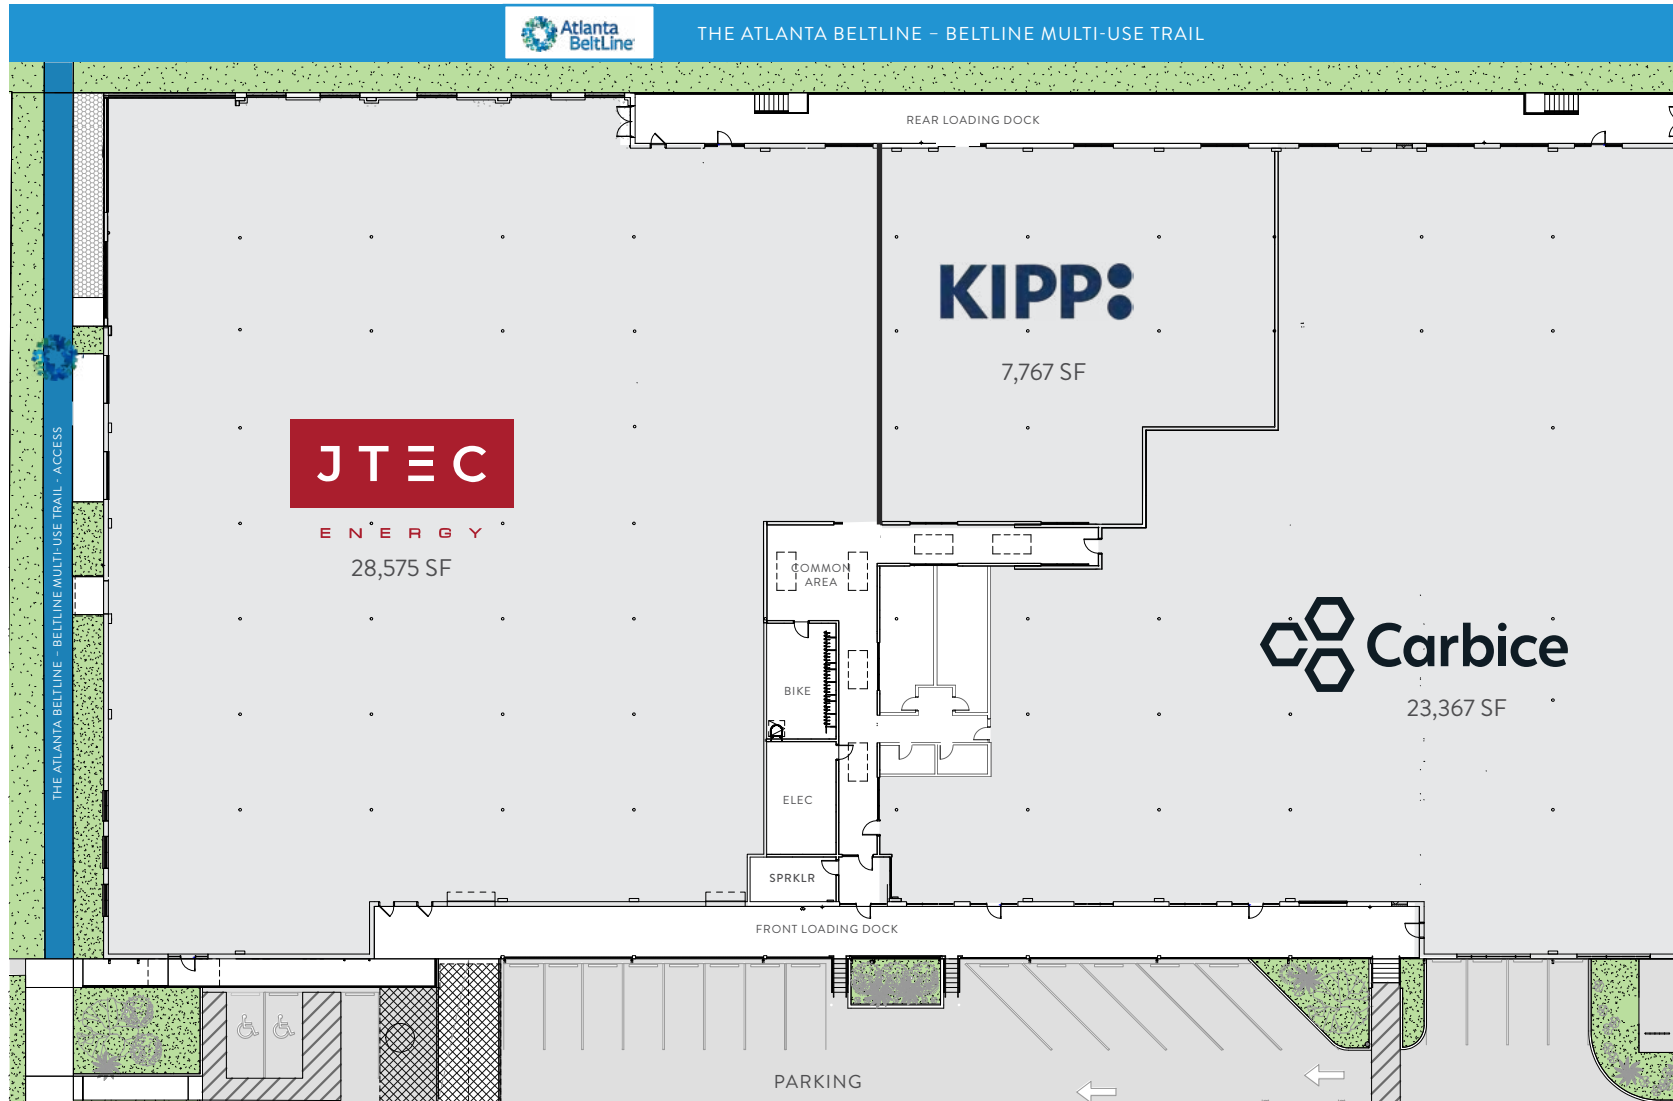 Atlanta
BeltLine
THE ATLANTA BELTLINE – BELTLINE MULTI-USE TRAIL
REAR LOADING DOCK
KIPP:
7,767 SF
THE ATLANTA BELTLINE – BELTLINE MULTI-USE TRAIL - ACCESS
JTEC
ENERGY
28,575 SF
COMMON
AREA
Carbice
23,367 SF
BIKE
ELEC
SPRKLR
FRONT LOADING DOCK
PARKING